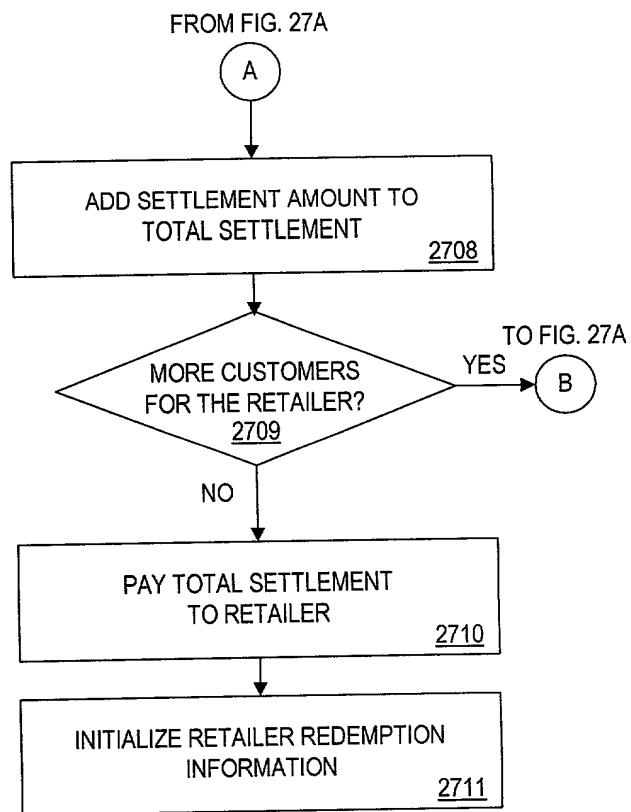 FROM FIG. 27A
A
ADD SETTLEMENT AMOUNT TO
TOTAL SETTLEMENT
2708
MORE CUSTOMERS
FOR THE RETAILER?
2709
YES
TO FIG. 27A
B
NO
PAY TOTAL SETTLEMENT
TO RETAILER
2710
INITIALIZE RETAILER REDEMPTION
INFORMATION
2711